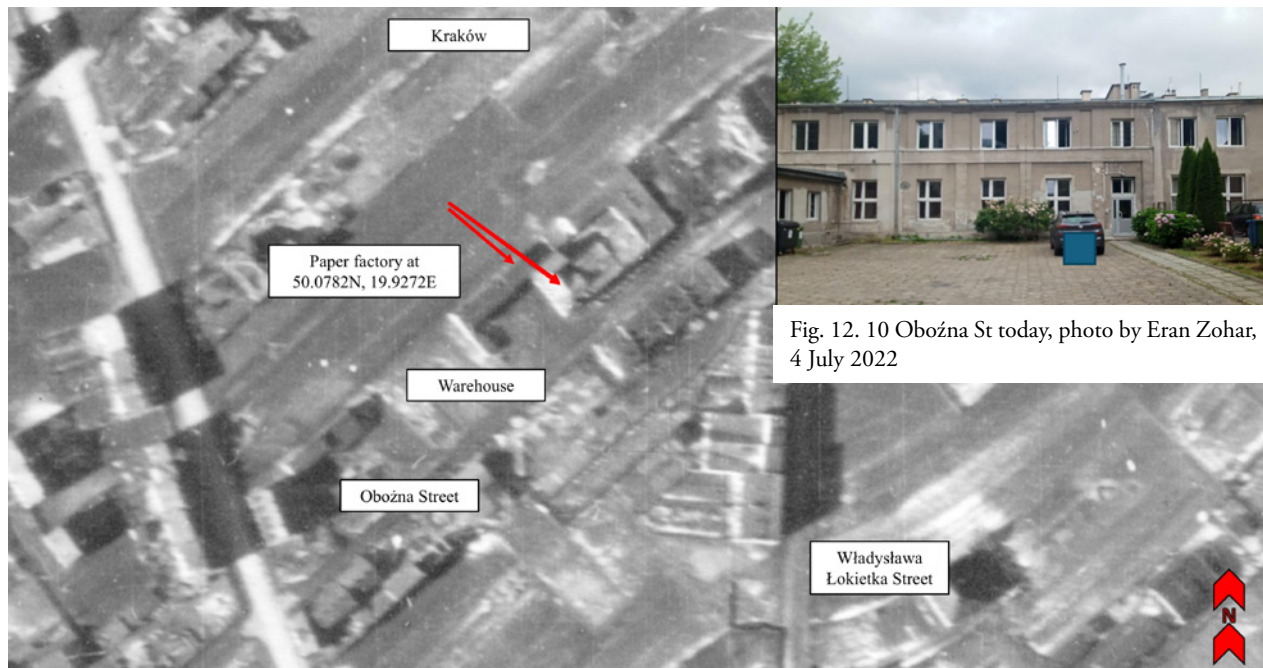 Kraków
Paper factory at
50.0782N, 19.9272E
Warehouse
Fig. 12. 10 Oboźna St today, photo by Eran Zohar,
4 July 2022
Obożna Street
Władysława
Łokietka Street
N